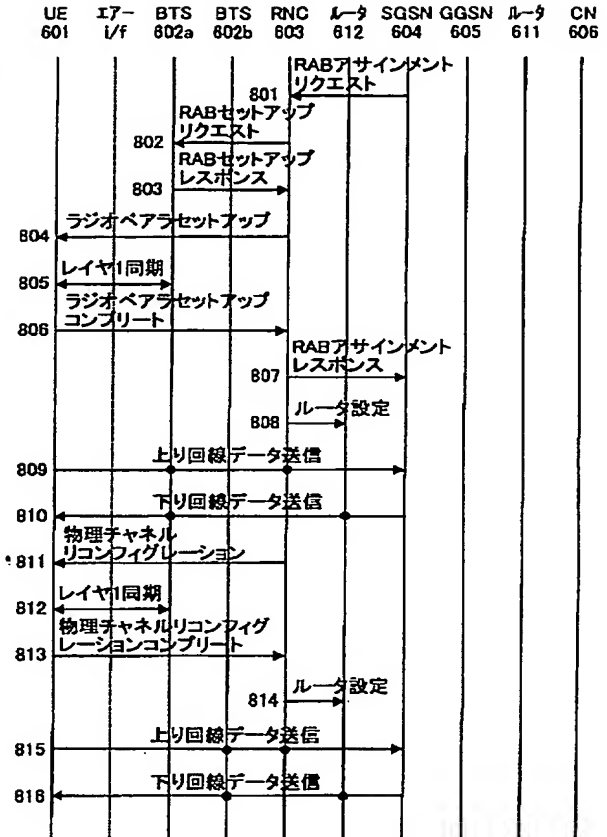 UE エアー BTS BTS RNC ルータ SGSN GGSN ルータ CN
601 i/f 602a 602b 603 612 604 605 611 606
RABアサインメント
リクエスト
801
RABセットアップ
リクエスト
802
RABセットアップ
レスポンス
803
ラジオベアラセットアップ
804
レイヤ1同期
805
ラジオベアラセットアップ
コンプリート
806
RABアサインメント
レスポンス
807
ルータ設定
808
上り回線データ送信
809
下り回線データ送信
810
物理チャネル
リコンフィグレーション
811
レイヤ1同期
812
物理チャネルリコンフィグ
レーションコンプリート
813
ルータ設定
814
上り回線データ送信
815
下り回線データ送信
816